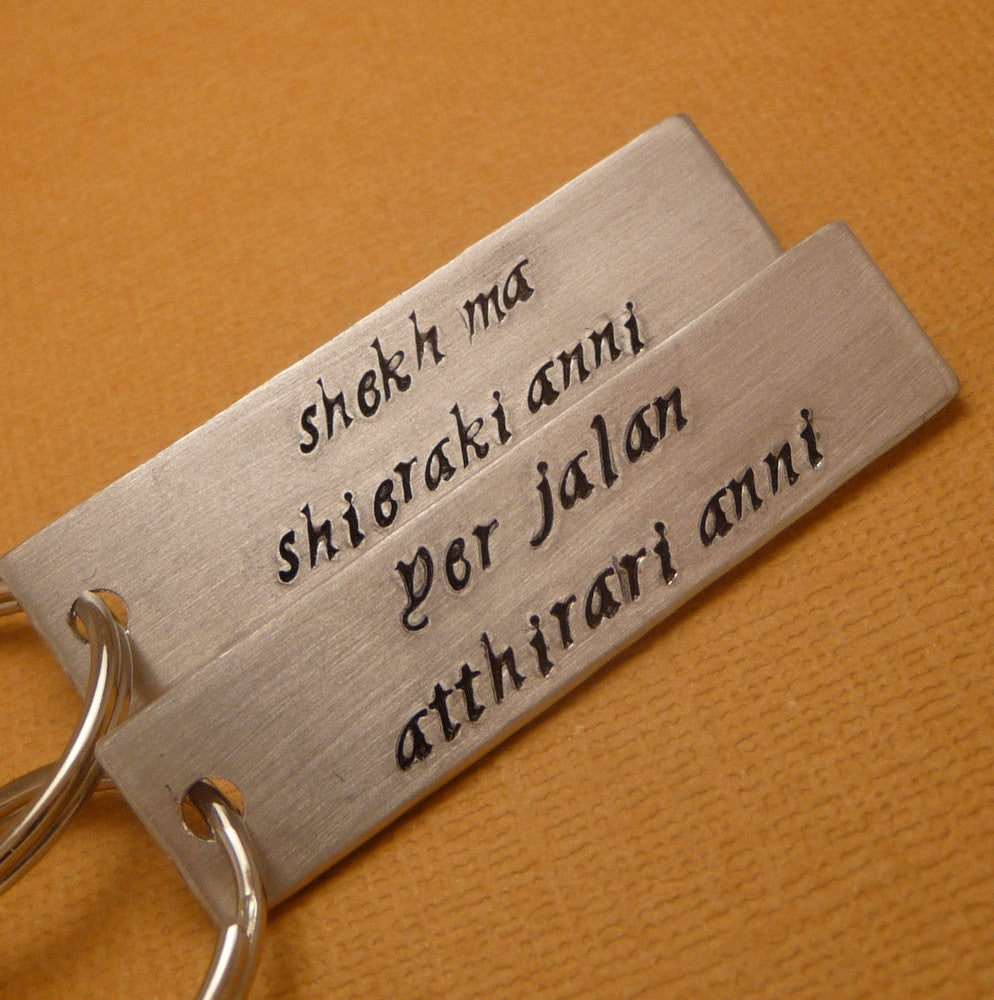 shekh ma
shieraki anni
yer jalan
atthirari anni